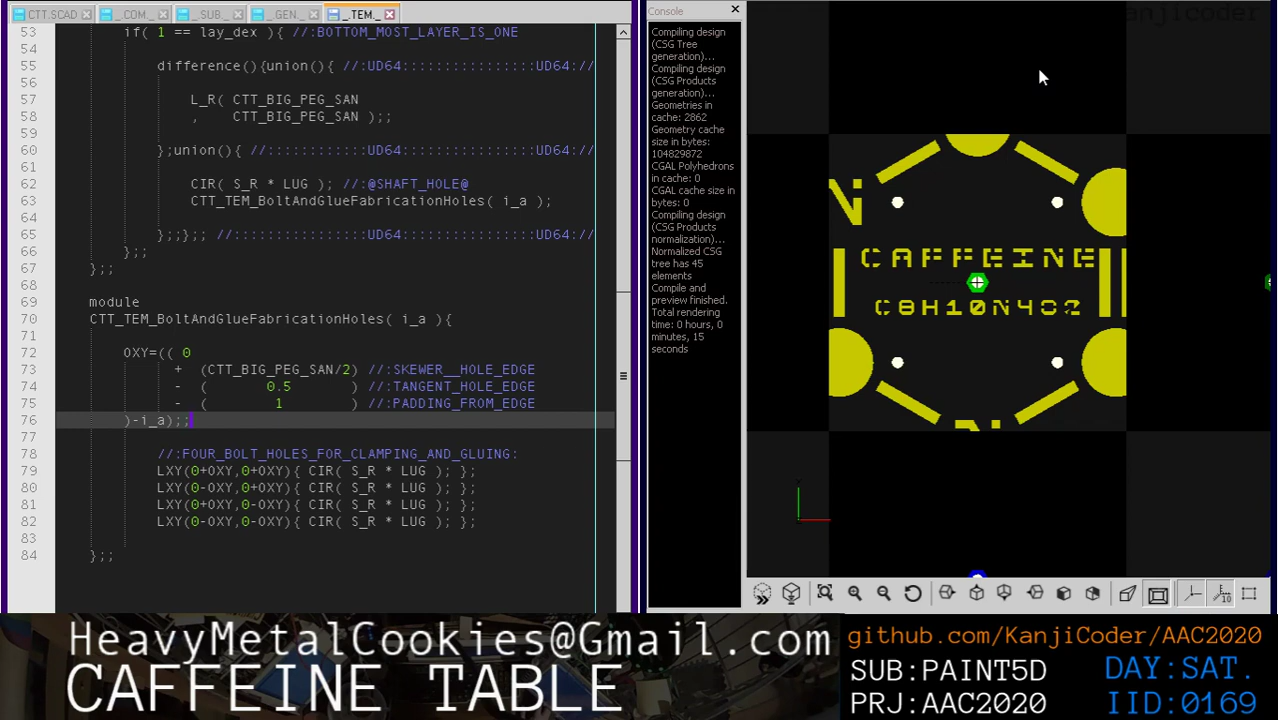 CTT.SCAD
_.COM._
_.SUB._
_.GEN._
_.TEM._
53 if( 1 == lay_dex ){ //:BOTTOM_MOST_LAYER_IS_ONE
54
55 difference(){union(){ //:UD64::::::::::::::::UD64://
56
57 L_R( CTT_BIG_PEG_SAN
58 , CTT_BIG_PEG_SAN );;
59
60 };union(){ //::::::::::::UD64::::::::::::::::UD64://
61
62 CIR( S_R * LUG ); //:@SHAFT_HOLE@
63 CTT_TEM_BoltAndGlueFabricationHoles( i_a );
64
65 };;};; //::::::::::::::::UD64::::::::::::::::UD64://
66 };;
67 };;
68
69 module
70 CTT_TEM_BoltAndGlueFabricationHoles( i_a ){
71
72 OXY=(( 0
73 + (CTT_BIG_PEG_SAN/2) //:SKEWER__HOLE_EDGE
74 - ( 0.5 ) //:TANGENT_HOLE_EDGE
75 - ( 1 ) //:PADDING_FROM_EDGE
76 )-i_a);;
77
78 //:FOUR_BOLT_HOLES_FOR_CLAMPING_AND_GLUING:
79 LXY(0+OXY,0+OXY){ CIR( S_R * LUG ); };
80 LXY(0-OXY,0+OXY){ CIR( S_R * LUG ); };
81 LXY(0+OXY,0-OXY){ CIR( S_R * LUG ); };
82 LXY(0-OXY,0-OXY){ CIR( S_R * LUG ); };
83
84 };;
Console
Compiling design
(CSG Tree
generation)...
Compiling design
(CSG Products
generation)...
Geometries in
cache: 2862
Geometry cache
size in bytes:
104829872
CGAL Polyhedrons
in cache: 0
CGAL cache size in
bytes: 0
Compiling design
(CSG Products
normalization)...
Normalized CSG
tree has 45
elements
Compile and
preview finished.
Total rendering
time: 0 hours, 0
minutes, 15
seconds
kanjicoder
N
CAFFEINE
C8H10N4O2
10
HeavyMetalCookies@Gmail.com
CAFFEINE TABLE
github.com/KanjiCoder/AAC2020
SUB:PAINT5D
DAY:SAT.
PRJ:AAC2020
IID:0169